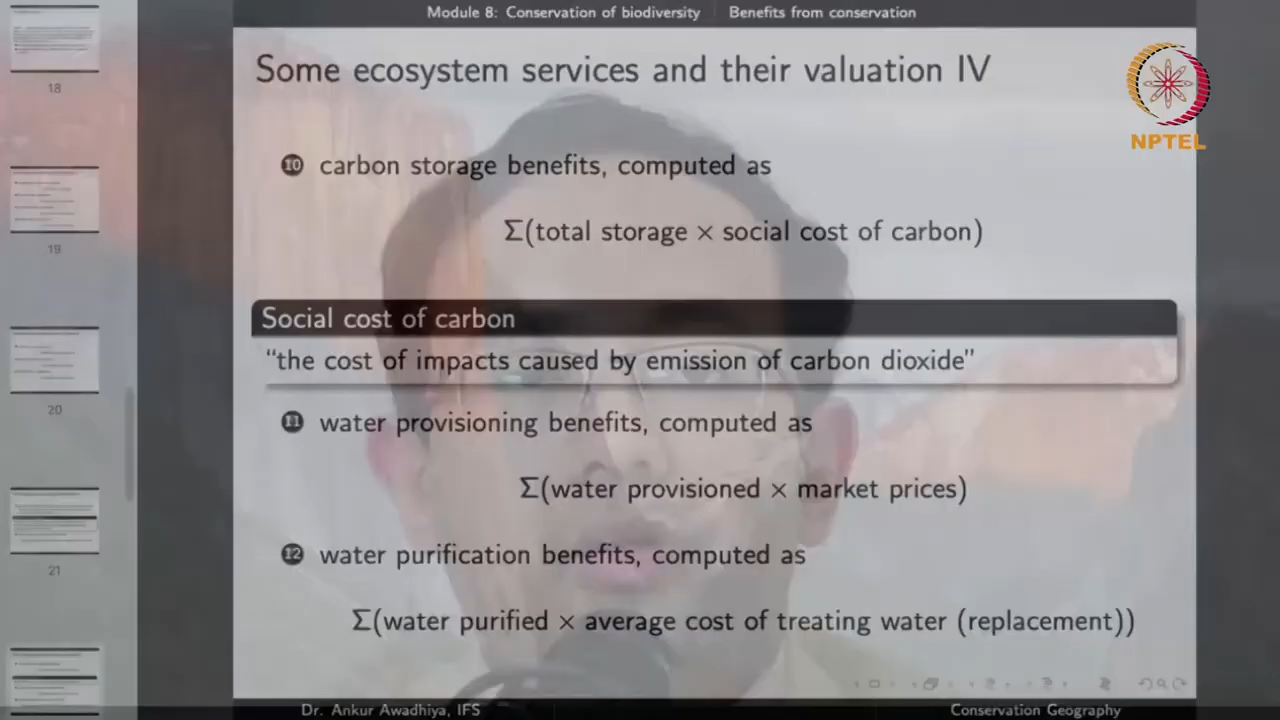 Module 8: Conservation of biodiversity Benefits from conservation
Some ecosystem services and their valuation IV
NPTEL
10 carbon storage benefits, computed as
Σ(total storage × social cost of carbon)
Social cost of carbon
“the cost of impacts caused by emission of carbon dioxide”
11 water provisioning benefits, computed as
Σ(water provisioned × market prices)
12 water purification benefits, computed as
Σ(water purified × average cost of treating water (replacement))
Dr. Ankur Awadhiya, IFS Conservation Geography
18
19
20
21